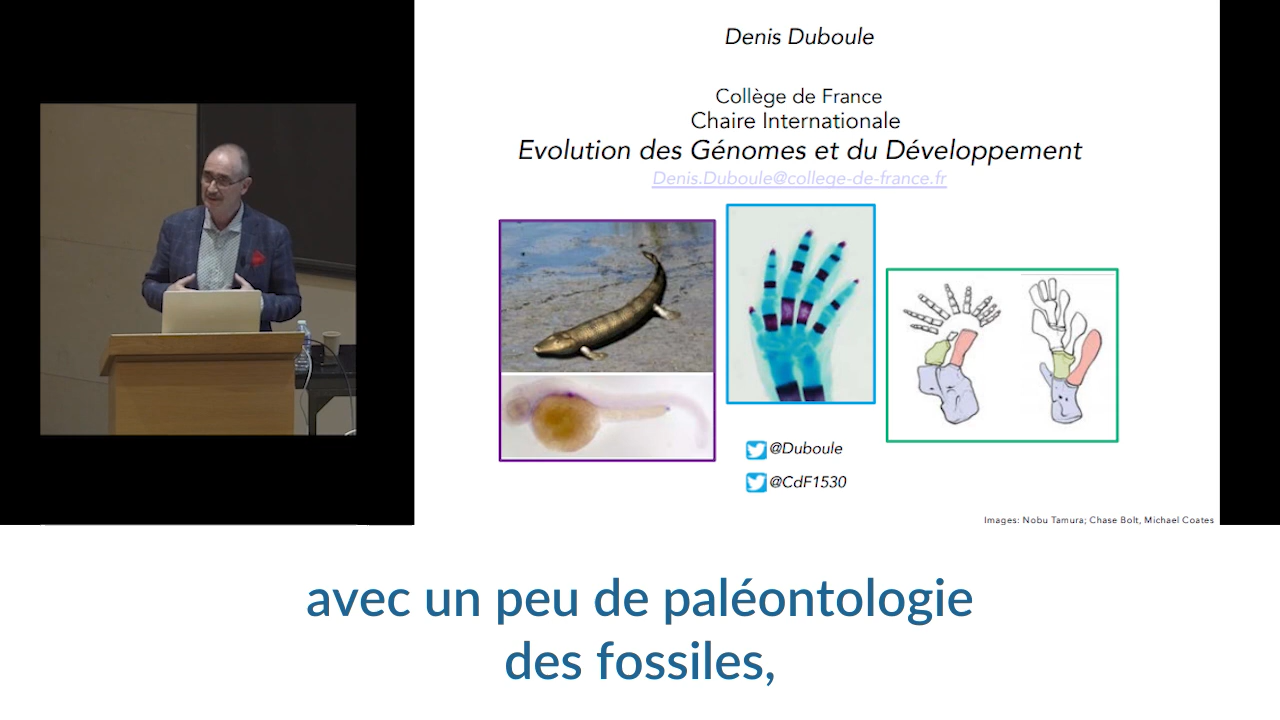 Denis Duboule
Collège de France
Chaire Internationale
Evolution des Génomes et du Développement
Denis.Duboule@college-de-france.fr
@Duboule
@CdF1530
Images: Nobu Tamura; Chase Bolt, Michael Coates
avec un peu de paléontologie
des fossiles,